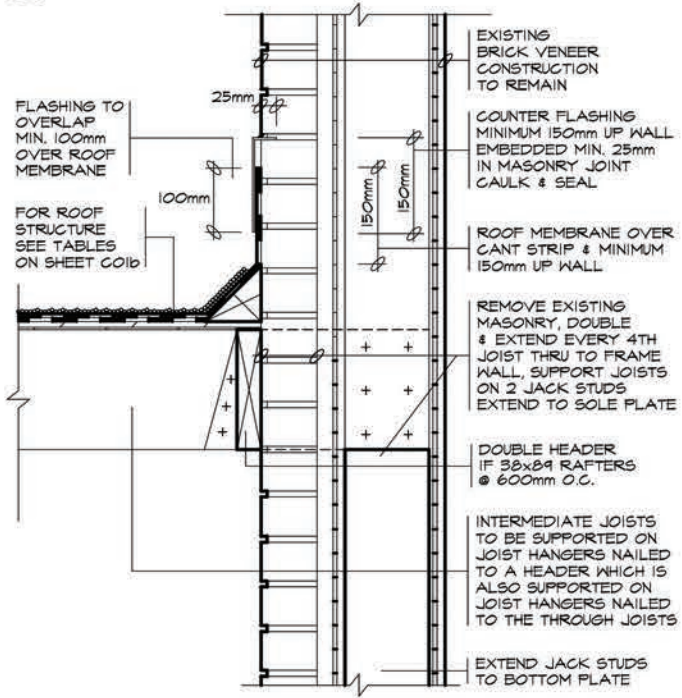 FLASHING TO
OVERLAP
MIN. 100mm
OVER ROOF
MEMBRANE
FOR ROOF
STRUCTURE
SEE TABLES
ON SHEET C01b
25mm
100mm
150mm
150mm
EXISTING
BRICK VENEER
CONSTRUCTION
TO REMAIN
COUNTER FLASHING
MINIMUM 150mm UP WALL
EMBEDDED MIN. 25mm
IN MASONRY JOINT
CAULK & SEAL
ROOF MEMBRANE OVER
CANT STRIP & MINIMUM
150mm UP WALL
REMOVE EXISTING
MASONRY, DOUBLE
& EXTEND EVERY 4TH
JOIST THRU TO FRAME
WALL, SUPPORT JOISTS
ON 2 JACK STUDS
EXTEND TO SOLE PLATE
DOUBLE HEADER
IF 38x89 RAFTERS
@ 600mm O.C.
INTERMEDIATE JOISTS
TO BE SUPPORTED ON
JOIST HANGERS NAILED
TO A HEADER WHICH IS
ALSO SUPPORTED ON
JOIST HANGERS NAILED
TO THE THROUGH JOISTS
EXTEND JACK STUDS
TO BOTTOM PLATE